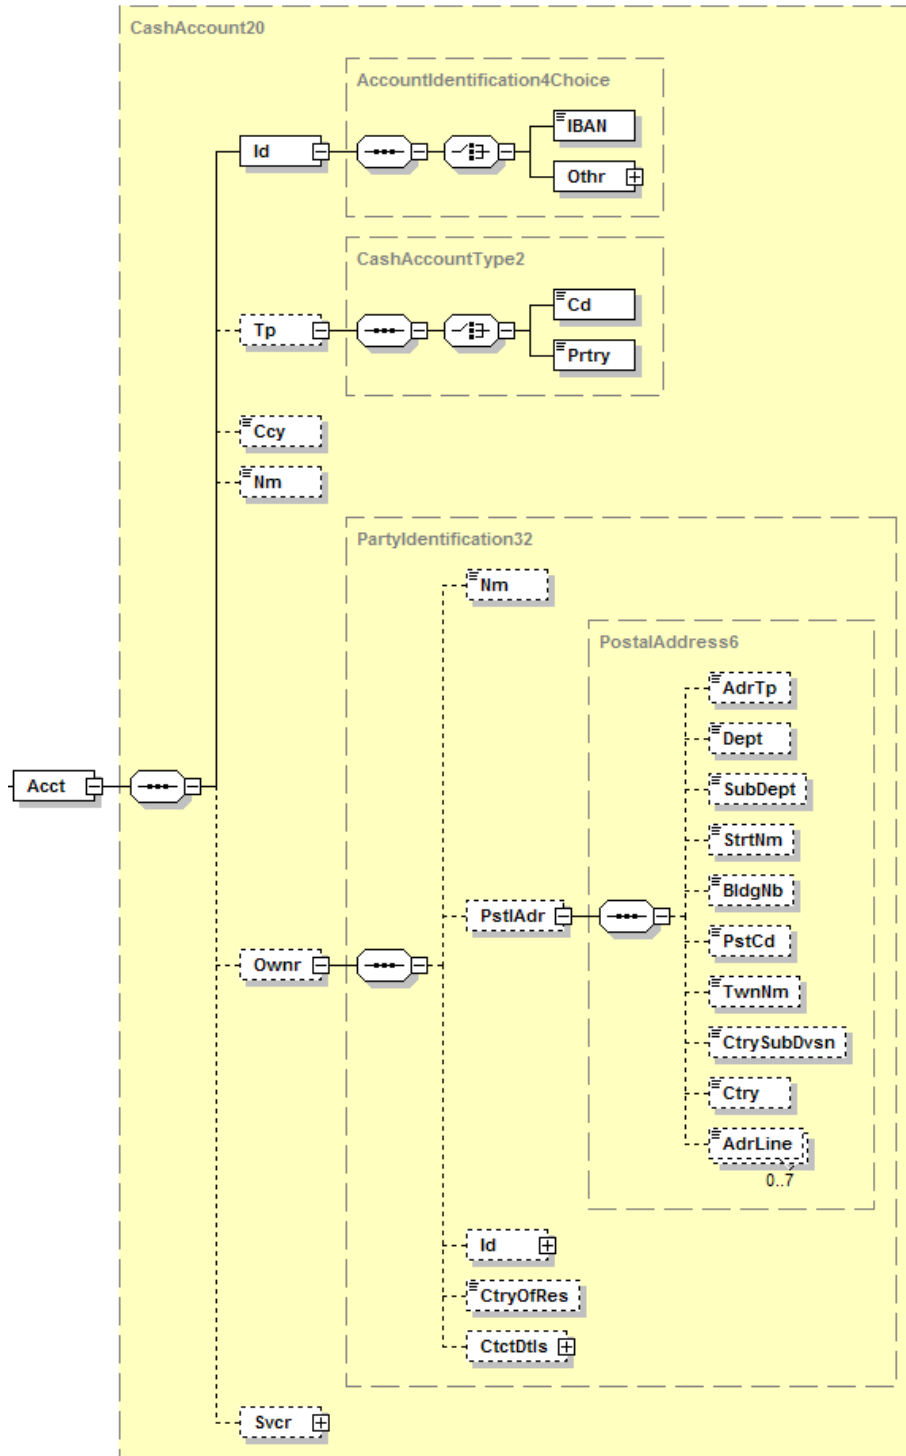 CashAccount20
AccountIdentification4Choice
Id
IBAN
Othr
CashAccountType2
Tp
Cd
Prtry
Ccy
Nm
PartyIdentification32
Nm
PostalAddress6
AdrTp
Dept
SubDept
StrtNm
BldgNb
PstCd
TwnNm
CtrySubDvsn
Ctry
AdrLine
0..7
Acct
PstlAdr
Ownr
Id
CtryOfRes
CtctDtls
Svcr